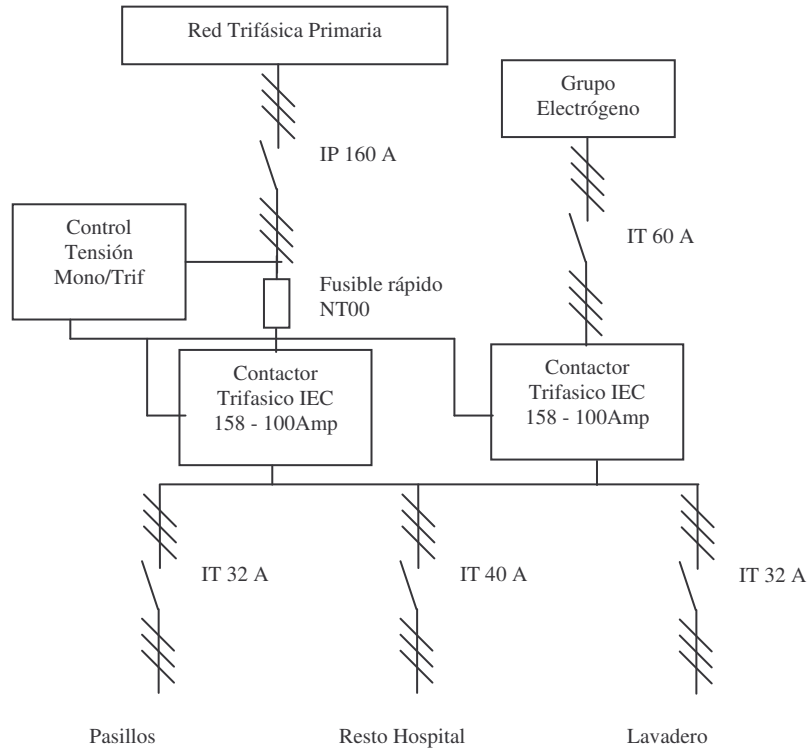 Red Trifásica Primaria
Grupo
Electrógeno
IP 160 A
Control
Tensión
Mono/Trif
IT 60 A
Fusible rápido
NT00
Contactor
Trifasico IEC
158 - 100Amp
Contactor
Trifasico IEC
158 - 100Amp
IT 32 A
IT 40 A
IT 32 A
Pasillos
Resto Hospital
Lavadero